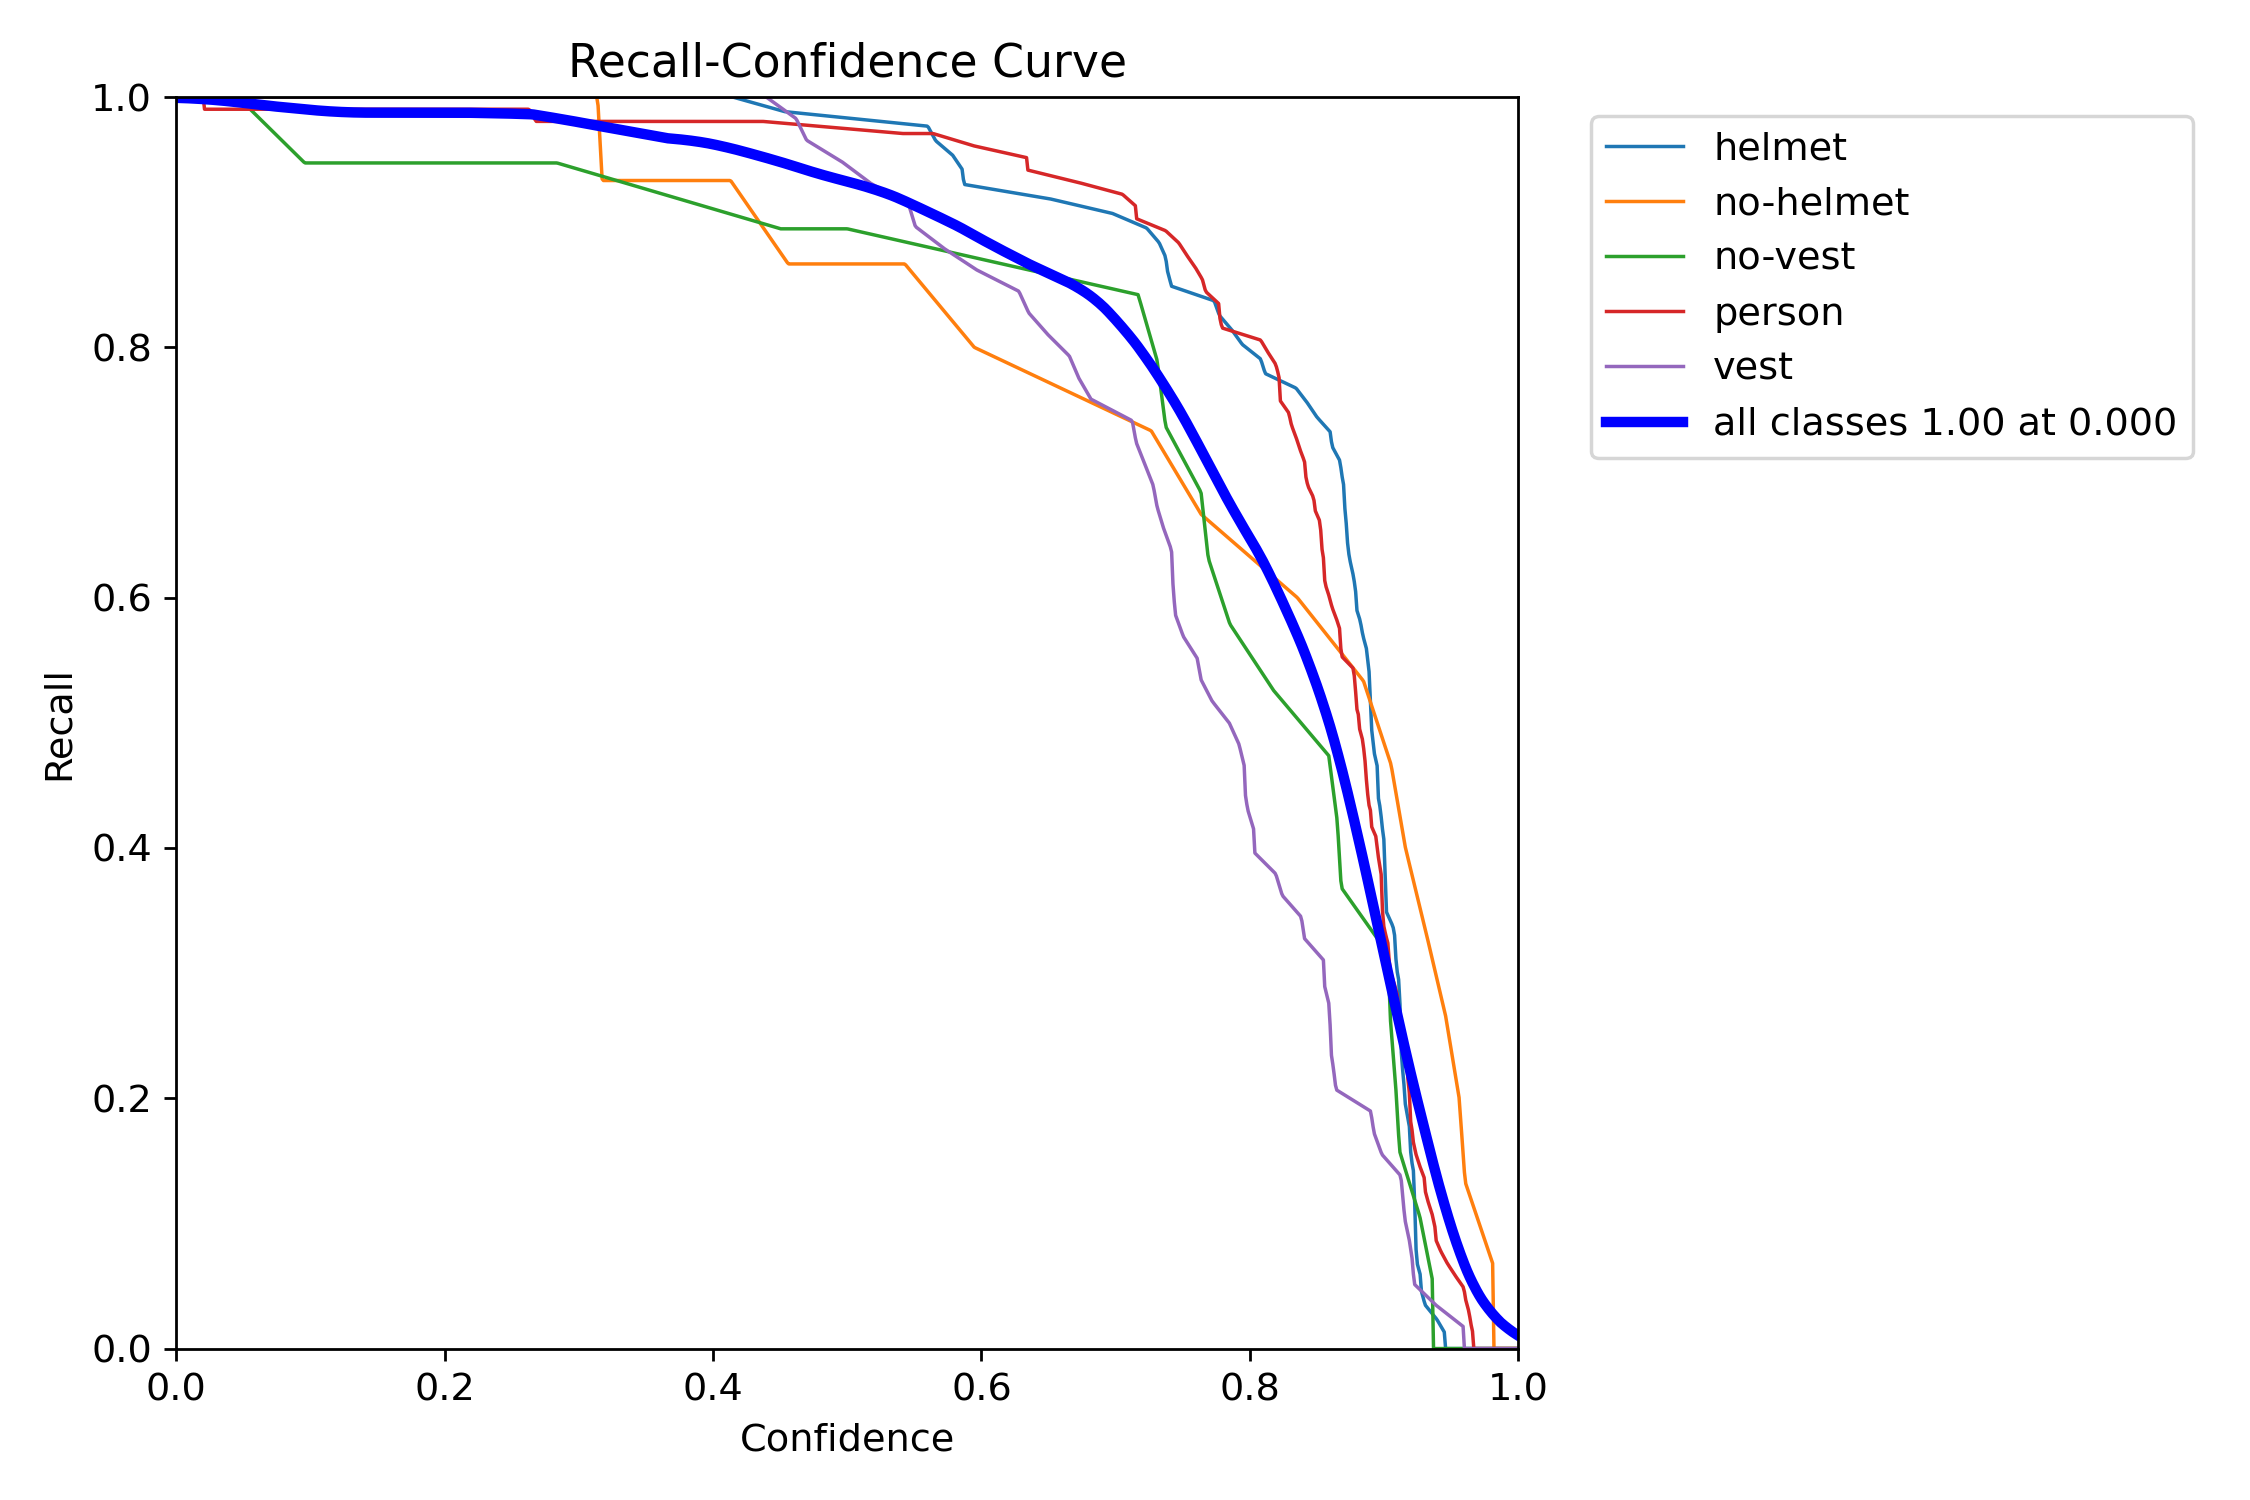 Recall-Confidence Curve
1.0
0.8
0.6
0.4
0.2
0.0
Recall
0.0 0.2 0.4 0.6 0.8 1.0
Confidence
helmet
no-helmet
no-vest
person
vest
all classes 1.00 at 0.000